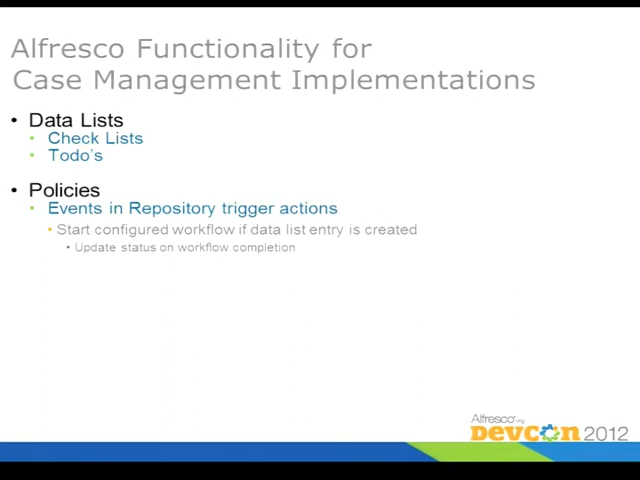 Alfresco Functionality for
Case Management Implementations
• Data Lists
• Check Lists
• Todo's
• Policies
• Events in Repository trigger actions
• Start configured workflow if data list entry is created
• Update status on workflow completion
Alfresco.org
DEVCON 2012